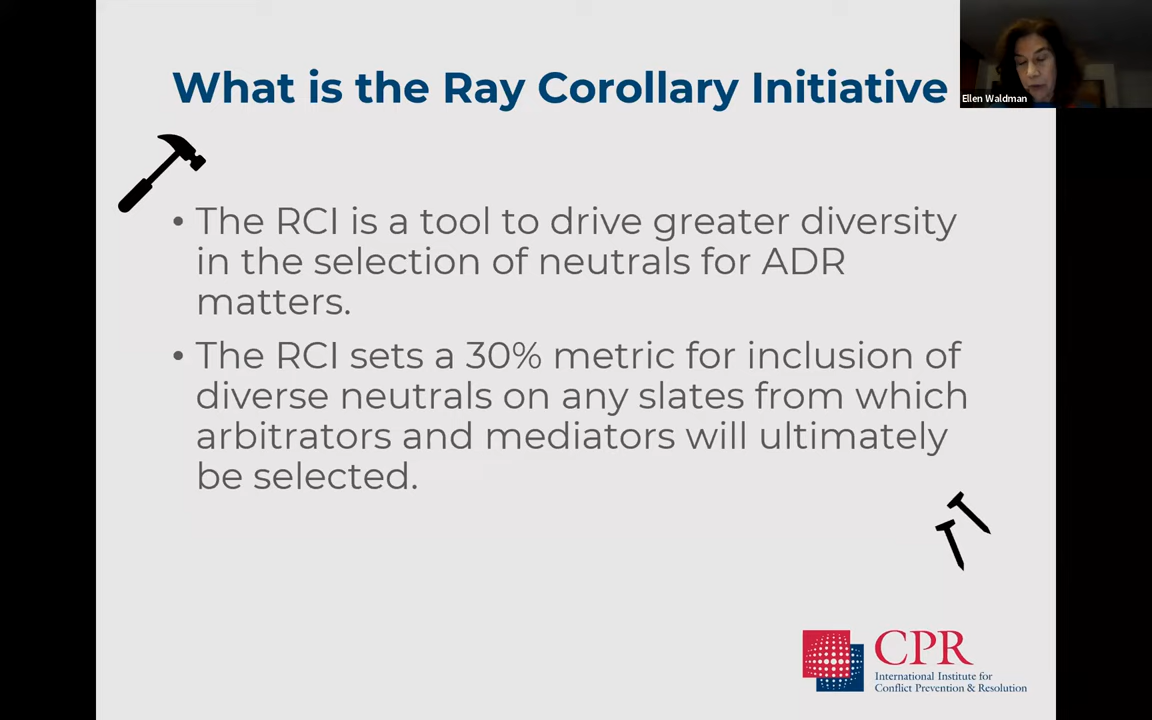 What is the Ray Corollary Initiative
Ellen Waldman
• The RCI is a tool to drive greater diversity
in the selection of neutrals for ADR
matters.
• The RCI sets a 30% metric for inclusion of
diverse neutrals on any slates from which
arbitrators and mediators will ultimately
be selected.
CPR
International Institute for
Conflict Prevention & Resolution